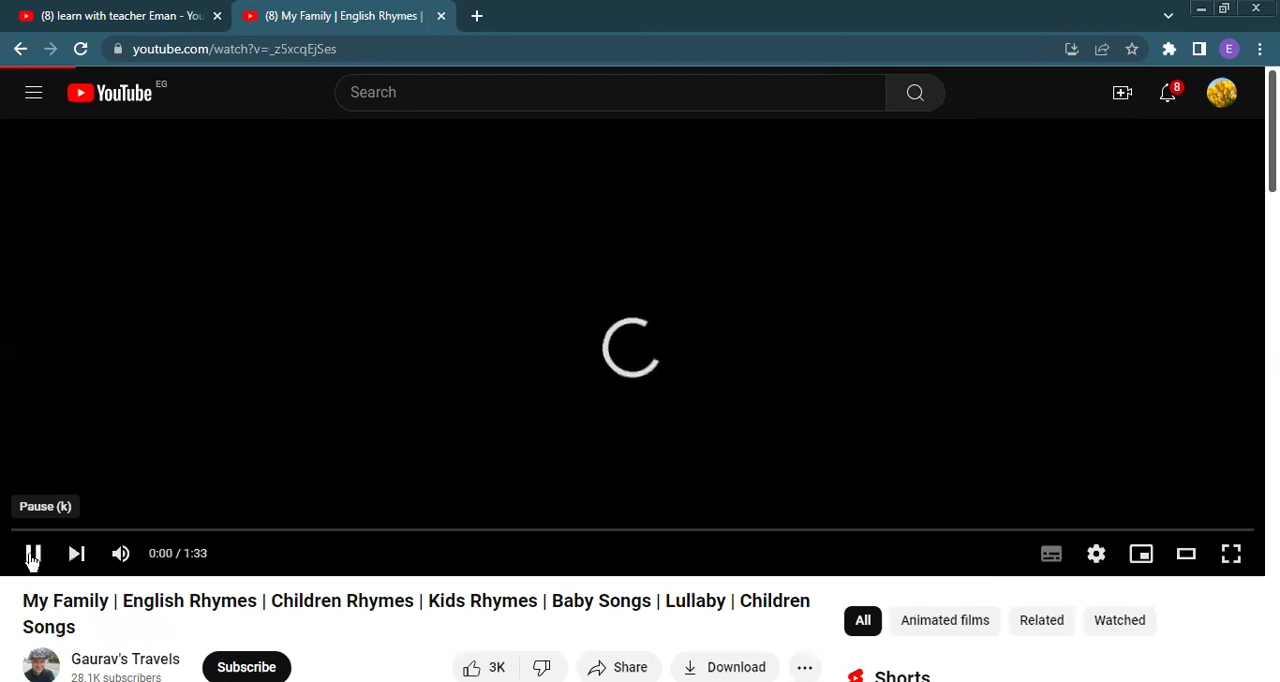 (8) learn with teacher Eman - You
(8) My Family | English Rhymes |
youtube.com/watch?v=_z5xcqEjSes
E
YouTube EG
Search
8
Pause (k)
0:00 / 1:33
My Family | English Rhymes | Children Rhymes | Kids Rhymes | Baby Songs | Lullaby | Children
Songs
All
Animated films
Related
Watched
Gaurav's Travels
28.1K subscribers
Subscribe
3K
Share
Download
Shorts